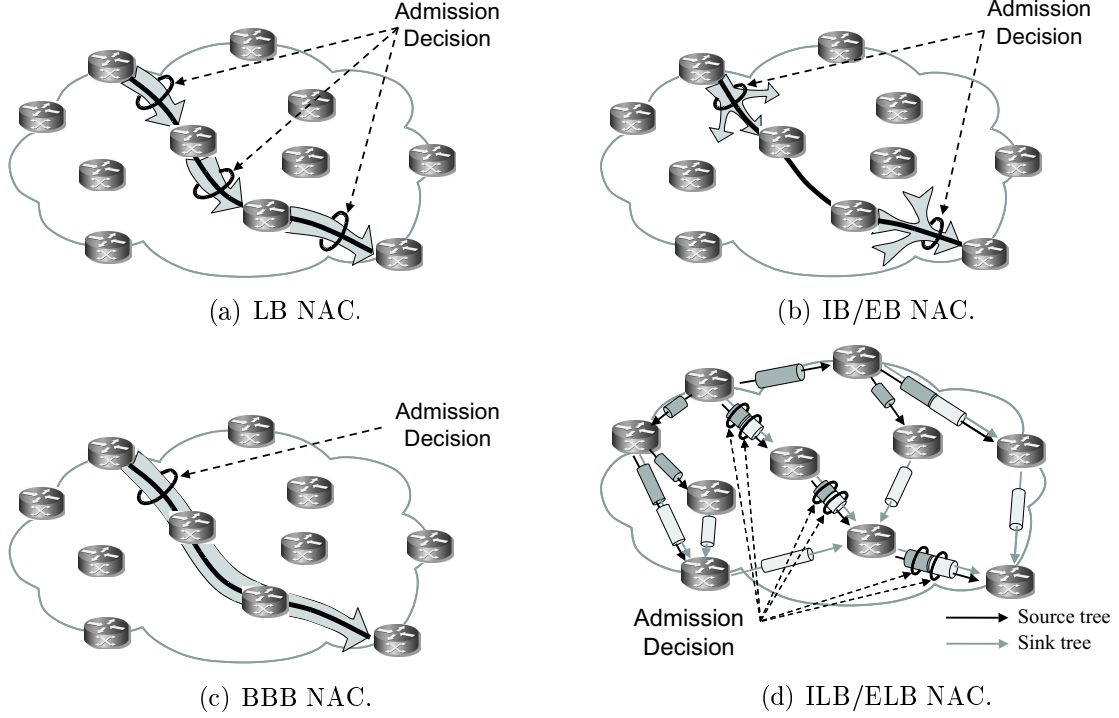 Admission
Decision
(a) LB NAC.
Admission
Decision
(b) IB/EB NAC.
Admission
Decision
(c) BBB NAC.
Admission
Decision
Source tree
Sink tree
(d) ILB/ELB NAC.